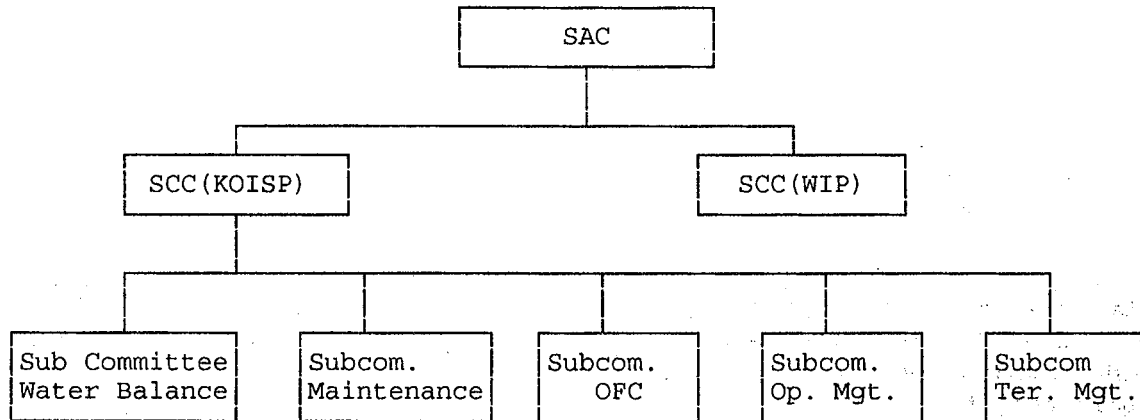 SAC
SCC(KOISP)
SCC(WIP)
Sub Committee
Water Balance
Subcom.
Maintenance
Subcom.
OFC
Subcom.
Op. Mgt.
Subcom
Ter. Mgt.